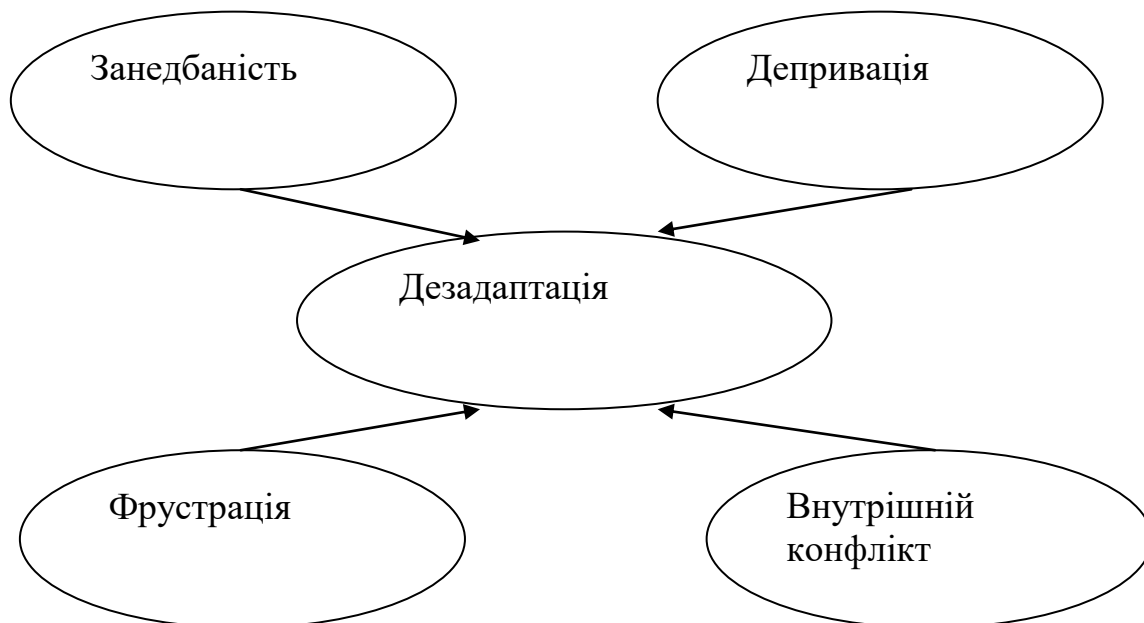 Занедбаність
Депривація
Дезадаптація
Фрустрація
Внутрішній
конфлікт